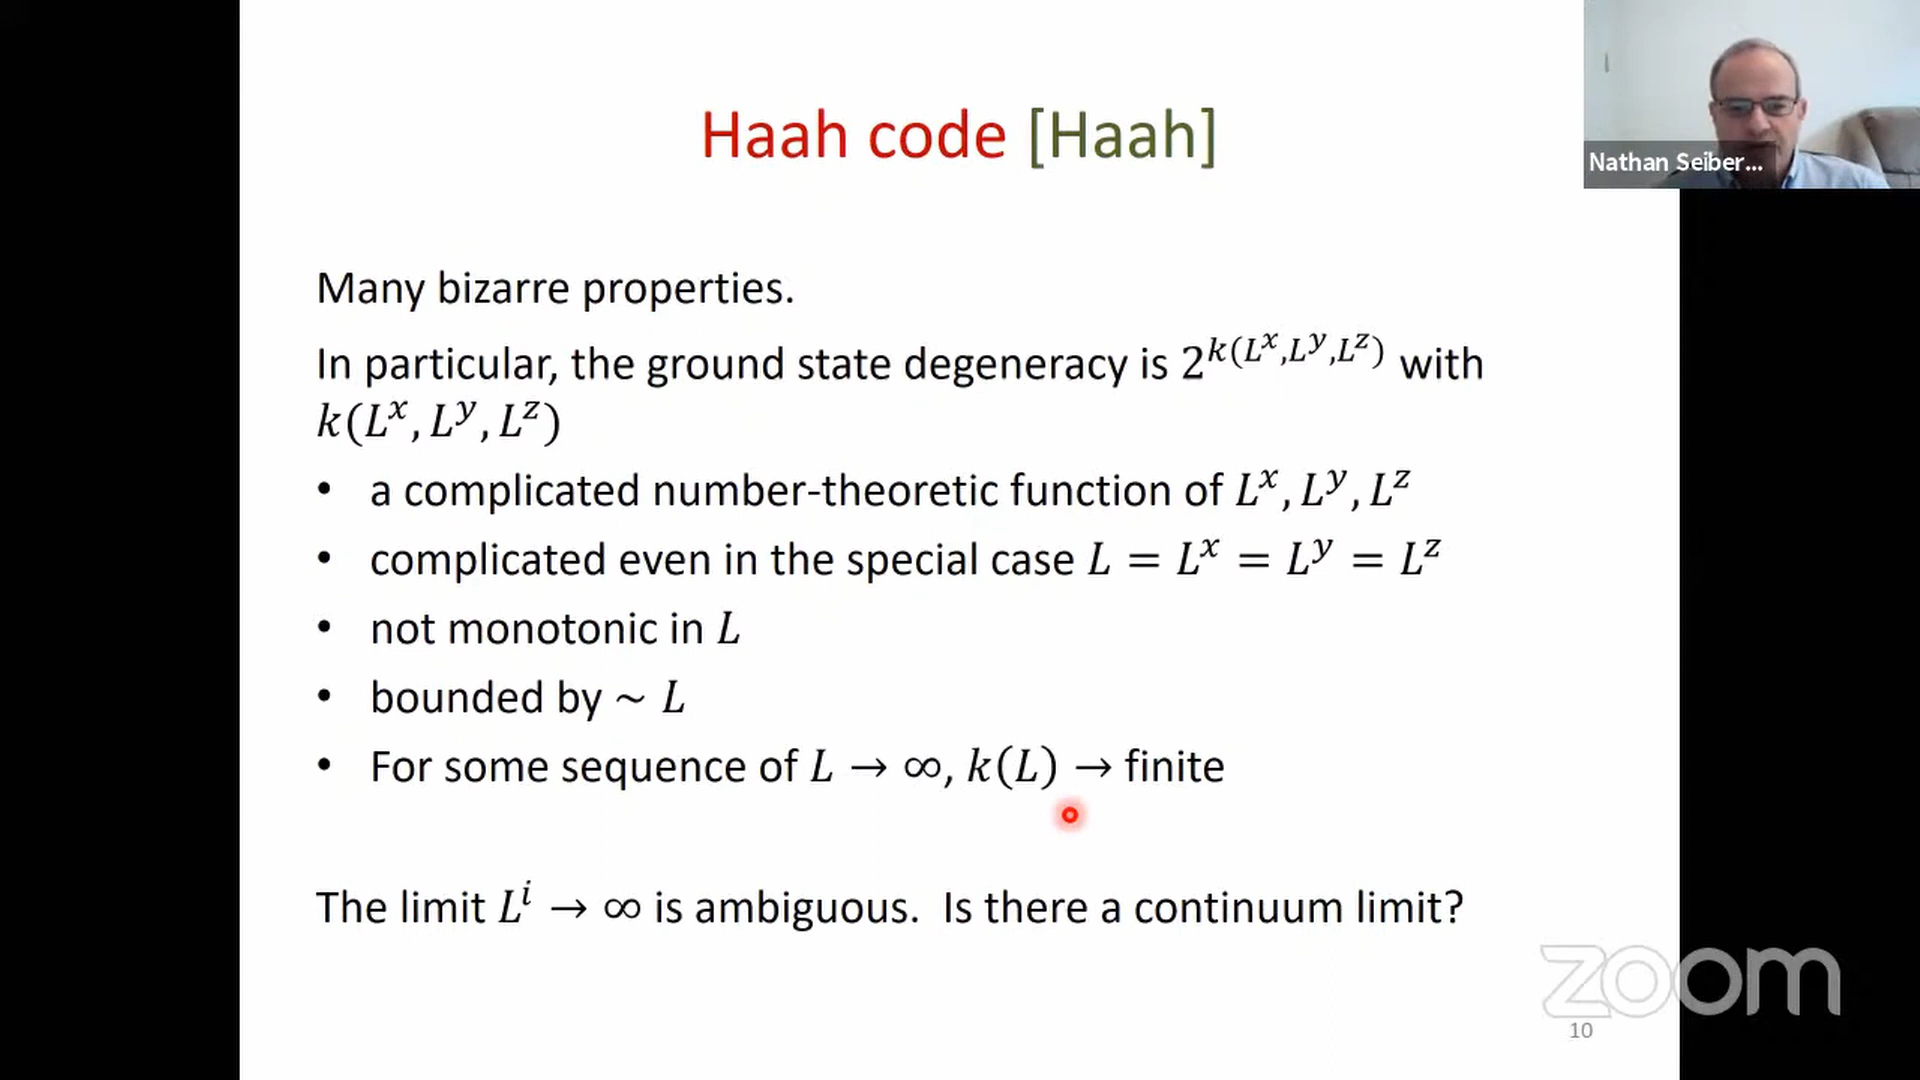 Haah code [Haah]
Nathan Seiber...
Many bizarre properties.
In particular, the ground state degeneracy is 2^{k(L^x,L^y,L^z)} with
k(L^x, L^y, L^z)
• a complicated number-theoretic function of L^x, L^y, L^z
• complicated even in the special case L = L^x = L^y = L^z
• not monotonic in L
• bounded by ~ L
• For some sequence of L → ∞, k(L) → finite
The limit L^i → ∞ is ambiguous. Is there a continuum limit?
zoom
10